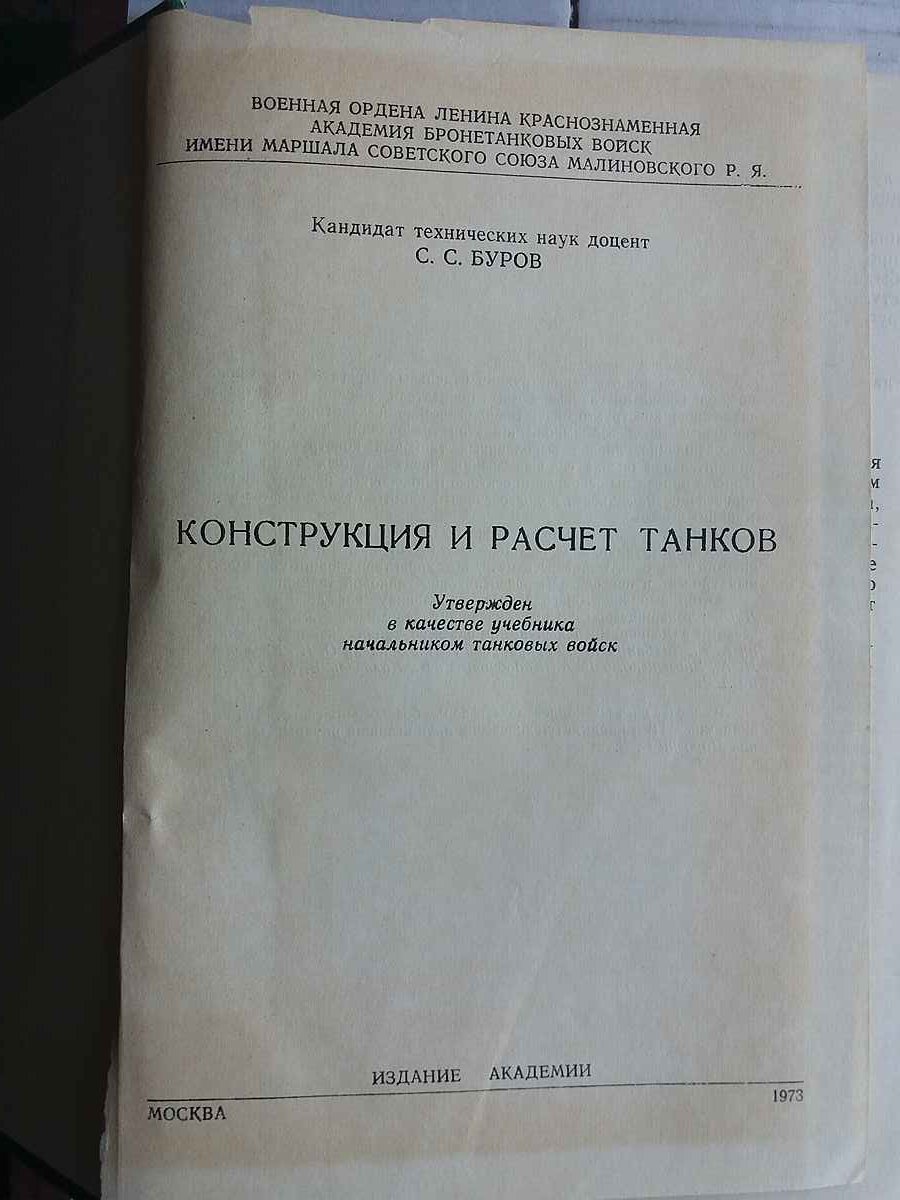 ВОЕННАЯ ОРДЕНА ЛЕНИНА КРАСНОЗНАМЕННАЯ
АКАДЕМИЯ БРОНЕТАНКОВЫХ ВОЙСК
ИМЕНИ МАРШАЛА СОВЕТСКОГО СОЮЗА МАЛИНОВСКОГО Р. Я.
Кандидат технических наук доцент
С. С. БУРОВ
КОНСТРУКЦИЯ И РАСЧЕТ ТАНКОВ
Утвержден
в качестве учебника
начальником танковых войск
ИЗДАНИЕ АКАДЕМИИ
МОСКВА 1973